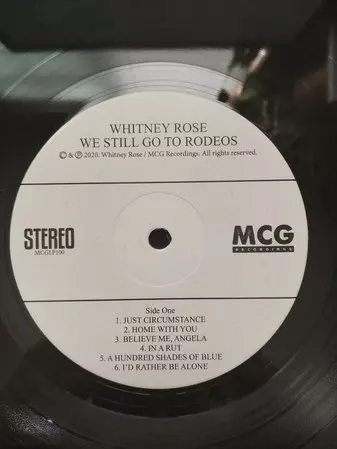 WHITNEY ROSE
WE STILL GO TO RODEOS
© & ℗ 2020. Whitney Rose / MCG Recordings. All rights reserved.
STEREO
MCGLP100
MCG
RECORDINGS
Side One
1. JUST CIRCUMSTANCE
2. HOME WITH YOU
3. BELIEVE ME, ANGELA
4. IN A RUT
5. A HUNDRED SHADES OF BLUE
6. I'D RATHER BE ALONE